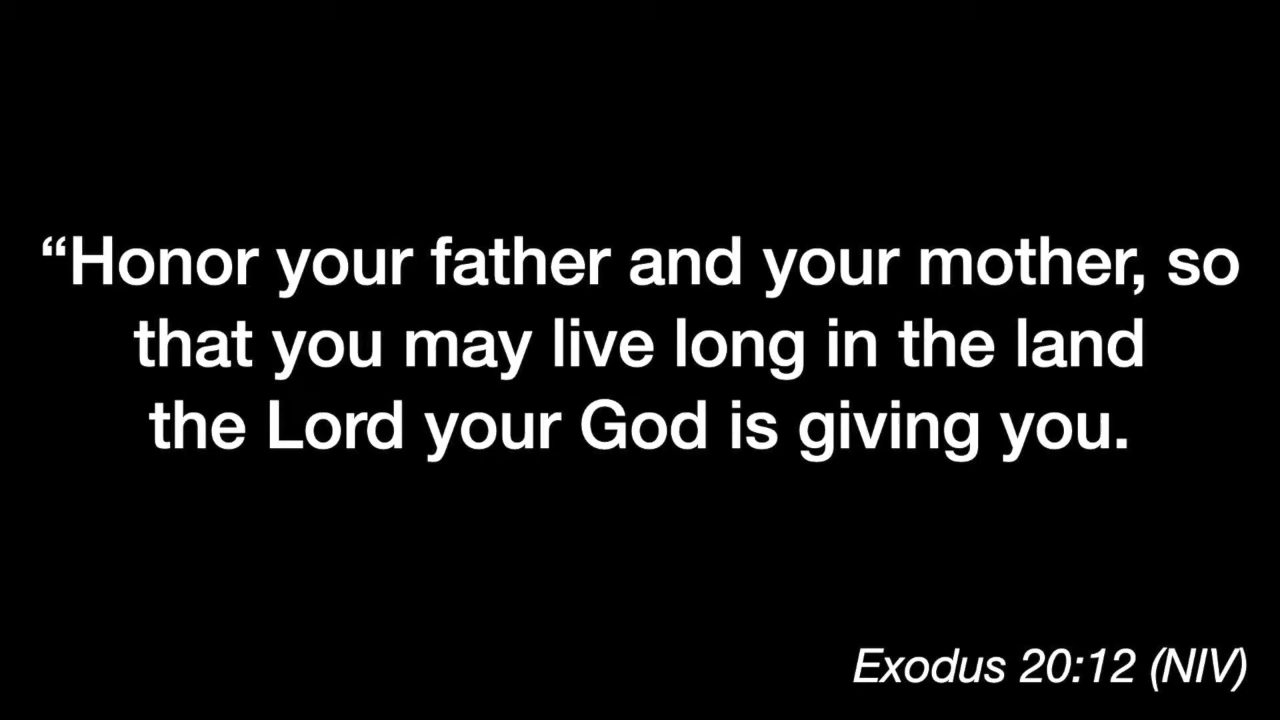 “Honor your father and your mother, so
that you may live long in the land
the Lord your God is giving you.
Exodus 20:12 (NIV)